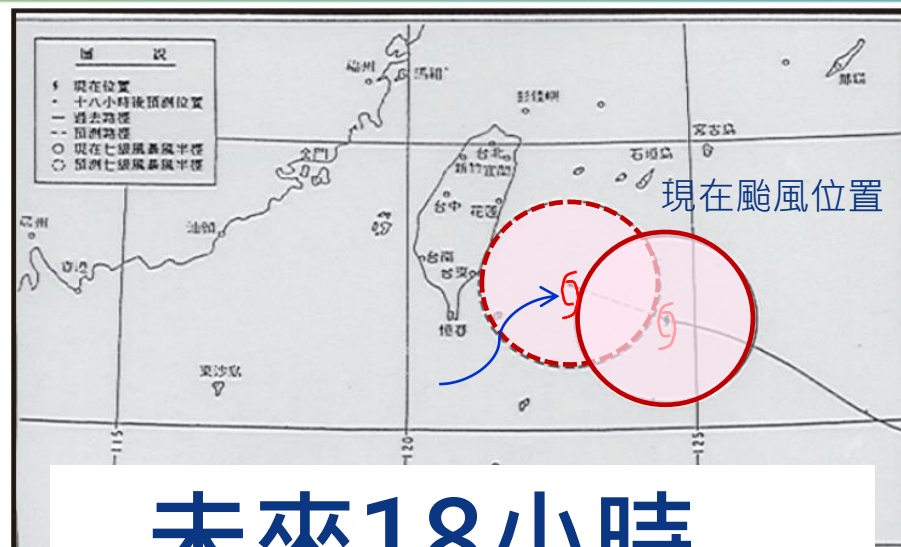 圖 說
現在位置
十八小時後預測位置
過去路徑
預測路徑
現在七級風暴風半徑
預測七級風暴風半徑
福州
馬祖
彭佳嶼
那霸
宮古島
石垣島
金門
台北
新竹 宜蘭
現在颱風位置
台中
花蓮
汕頭
廣州
香港
台南
台東
恆春
東沙島
115
120
125
未來18小時